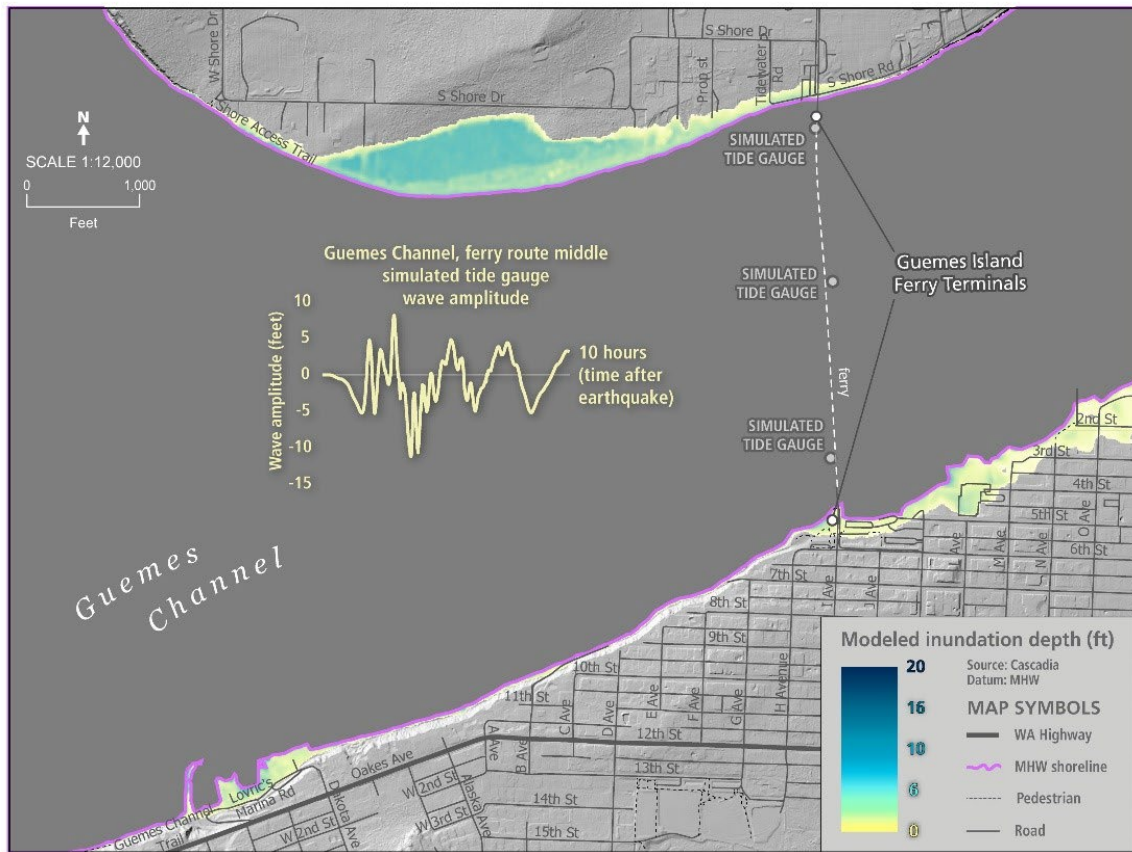 W Shore Dr
S Shore Dr
S Shore Dr
Prop st
Tidewater
Rd
S Shore Rd
Shore Access Trail
N
SCALE 1:12,000
0
1,000
Feet
SIMULATED
TIDE GAUGE
SIMULATED
TIDE GAUGE
SIMULATED
TIDE GAUGE
Guemes Island
Ferry Terminals
ferry
Guemes Channel, ferry route middle
simulated tide gauge
wave amplitude
Wave amplitude (feet)
10
5
0
-5
-10
-15
10 hours
(time after
earthquake)
Guemes
Channel
2nd St
3rd St
4th St
5th St
6th St
7th St
8th St
9th St
10th St
11th St
12th St
13th St
14th St
15th St
O Ave
N Ave
M Ave
L Ave
J Ave
I Ave
H Avenue
G Ave
F Ave
E Ave
D Ave
C Ave
B Ave
A Ave
Oakes Ave
W 2nd St
W 3rd St
W 2nd St
Alaska Ave
Dakota Ave
Lovric's
Marina Rd
Guemes Channel
Trail
Modeled inundation depth (ft)
20
16
10
6
0
Source: Cascadia
Datum: MHW
MAP SYMBOLS
WA Highway
MHW shoreline
Pedestrian
Road